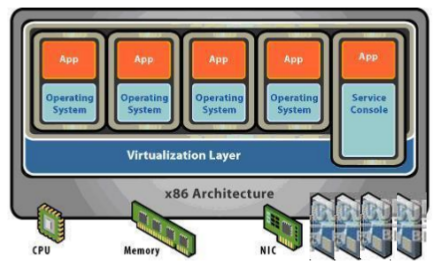 App App App App App
Operating System Operating System Operating System Operating System Service Console
Virtualization Layer
x86 Architecture
CPU Memory NIC